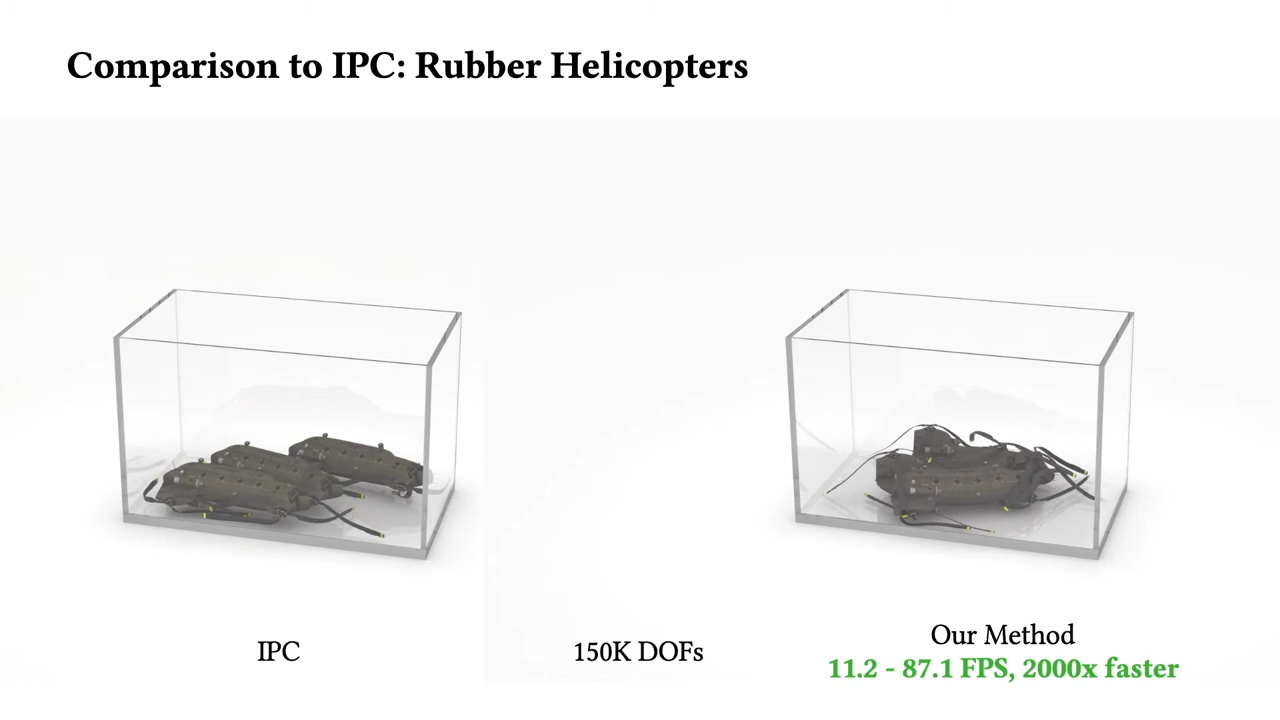 Comparison to IPC: Rubber Helicopters
IPC
150K DOFs
Our Method
11.2 - 87.1 FPS, 2000x faster